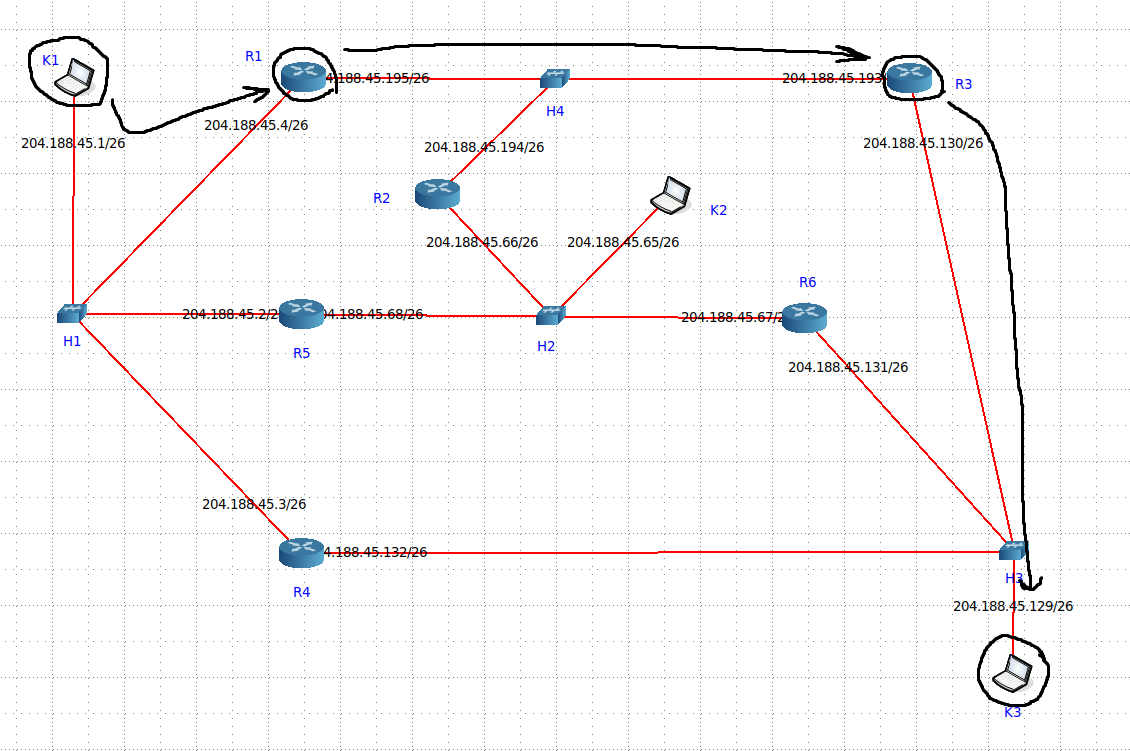 K1
R1
4.188.45.195/26
204.188.45.193
R3
H4
204.188.45.4/26
204.188.45.1/26
204.188.45.194/26
204.188.45.130/26
R2
K2
204.188.45.66/26
204.188.45.65/26
R6
204.188.45.2/2
4.188.45.68/26
204.188.45.67/2
H1
R5
H2
204.188.45.131/26
204.188.45.3/26
4.188.45.132/26
R4
H3
204.188.45.129/26
K3